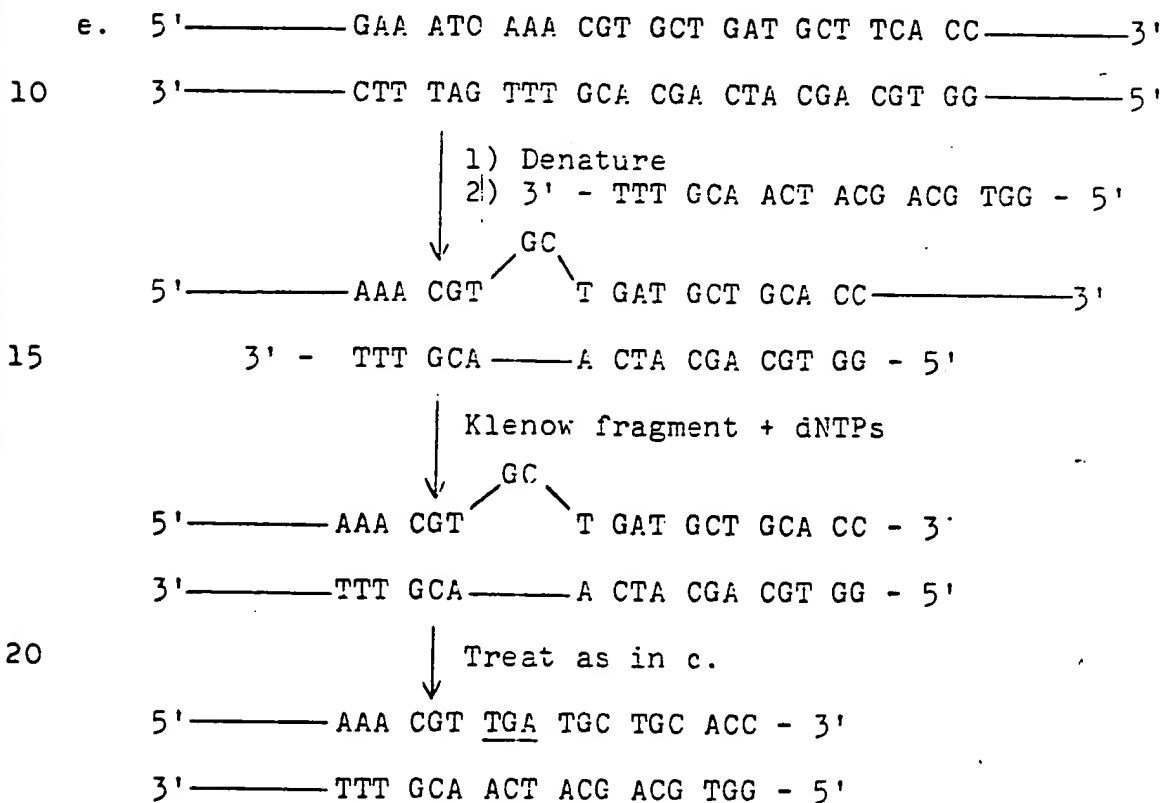 e. 5'———GAA ATC AAA CGT GCT GAT GCT TCA CC———3'
10 3'———CTT TAG TTT GCA CGA CTA CGA CGT GG———5'
1) Denature
2) 3' - TTT GCA ACT ACG ACG TGG - 5'
GC
5'———AAA CGT T GAT GCT GCA CC———3'
15 3' - TTT GCA———A CTA CGA CGT GG - 5'
Klenow fragment + dNTPs
GC
5'———AAA CGT T GAT GCT GCA CC - 3'
3'———TTT GCA———A CTA CGA CGT GG - 5'
20 Treat as in c.
5'———AAA CGT TGA TGC TGC ACC - 3'
3'———TTT GCA ACT ACG ACG TGG - 5'